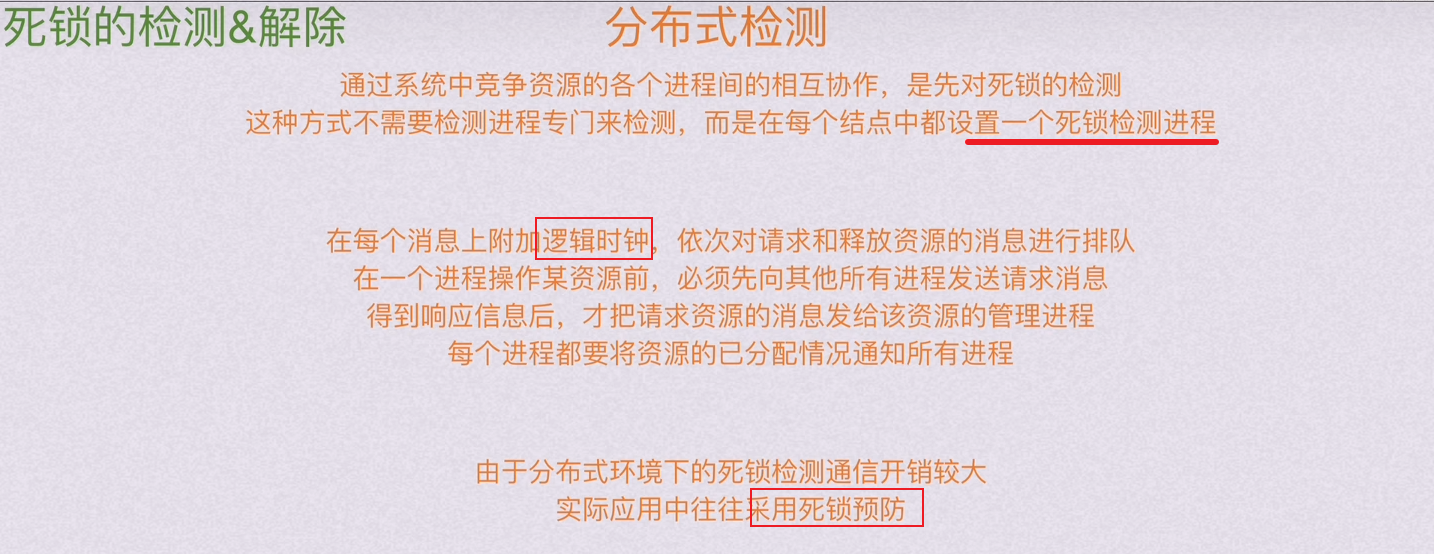 死锁的检测&解除
分布式检测
通过系统中竞争资源的各个进程间的相互协作，是先对死锁的检测
这种方式不需要检测进程专门来检测，而是在每个结点中都设置一个死锁检测进程
在每个消息上附加逻辑时钟，依次对请求和释放资源的消息进行排队
在一个进程操作某资源前，必须先向其他所有进程发送请求消息
得到响应信息后，才把请求资源的消息发给该资源的管理进程
每个进程都要将资源的已分配情况通知所有进程
由于分布式环境下的死锁检测通信开销较大
实际应用中往往采用死锁预防